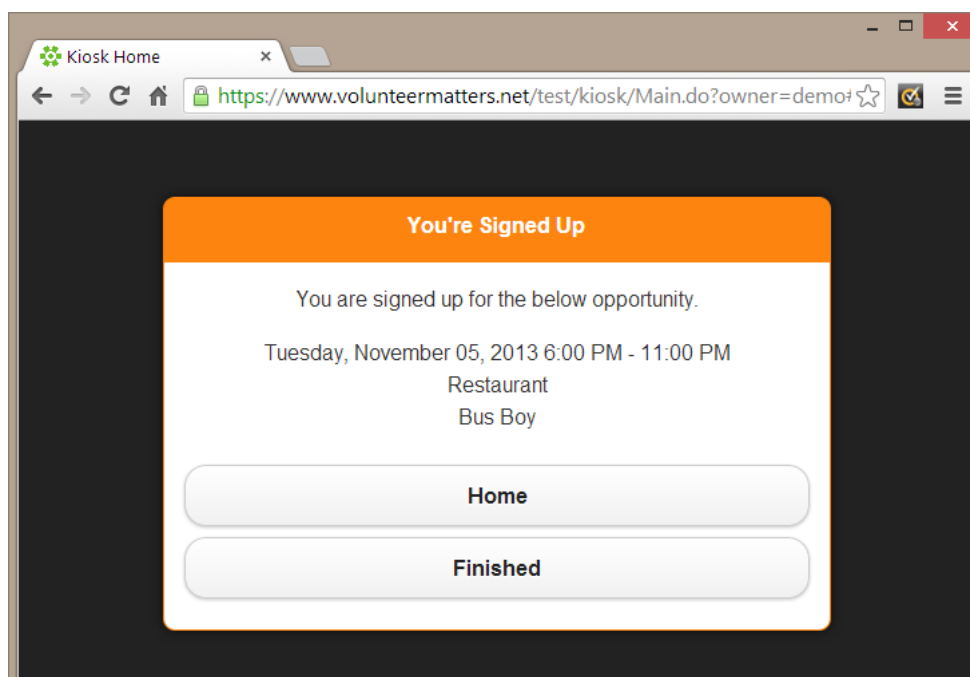 Kiosk Home
https://www.volunteermatters.net/test/kiosk/Main.do?owner=demo#
You're Signed Up
You are signed up for the below opportunity.
Tuesday, November 05, 2013 6:00 PM - 11:00 PM
Restaurant
Bus Boy
Home
Finished